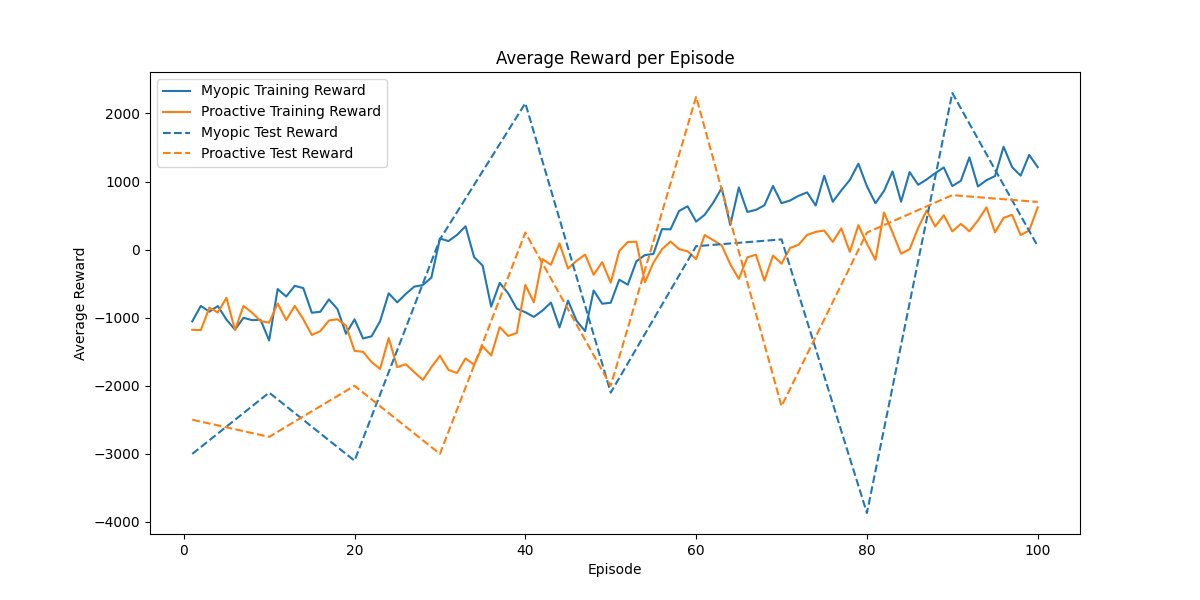 Average Reward per Episode
Myopic Training Reward
Proactive Training Reward
Myopic Test Reward
Proactive Test Reward
Average Reward
2000
1000
0
−1000
−2000
−3000
−4000
0 20 40 60 80 100
Episode